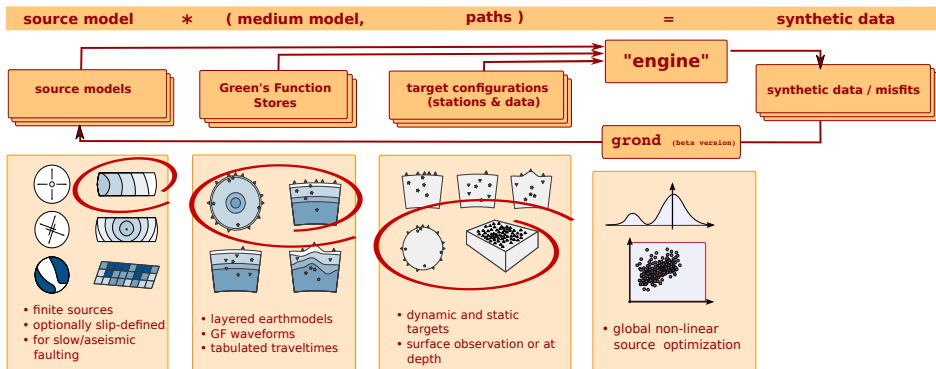 source model * ( medium model, paths ) = synthetic data
"engine"
source models
Green's Function
Stores
target configurations
(stations & data)
synthetic data / misfits
grond (beta version)
• finite sources
• optionally slip-defined
• for slow/aseismic
faulting
• layered earthmodels
• GF waveforms
• tabulated traveltimes
• dynamic and static
targets
• surface observation or at
depth
• global non-linear
source optimization